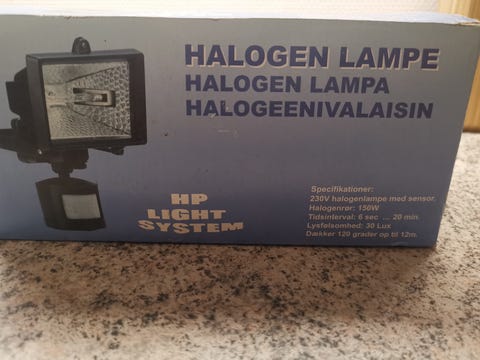 HALOGEN LAMPE
HALOGEN LAMPA
HALOGEENIVALAISIN
HP
LIGHT
SYSTEM
Specifikationer:
230V halogenlampe med sensor.
Halogenrør: 150W
Tidsinterval: 6 sec ... 20 min.
Lysfølsomhed: 30 Lux
Dækker 120 grader op til 12m.